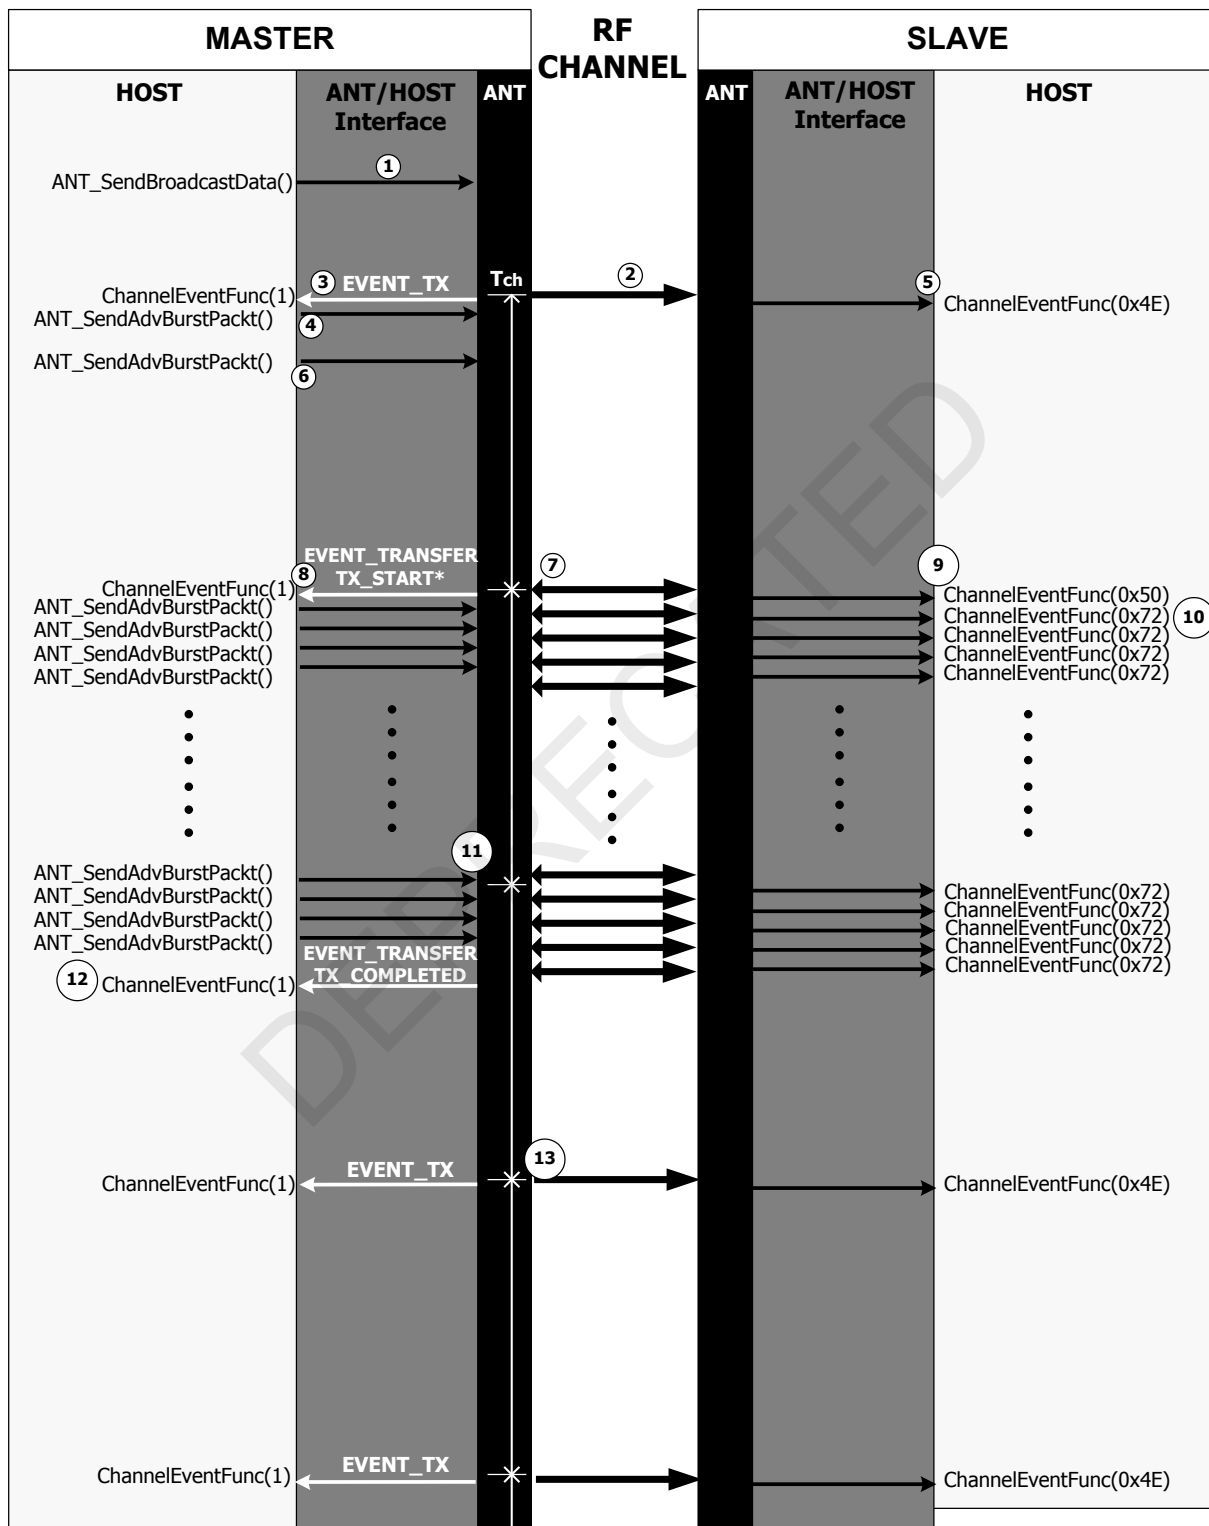 MASTER
RF
CHANNEL
SLAVE
HOST
ANT/HOST
Interface
ANT
ANT
ANT/HOST
Interface
HOST
1
ANT_SendBroadcastData()
3
EVENT_TX
Tch
2
5
ChannelEventFunc(1)
ChannelEventFunc(0x4E)
ANT_SendAdvBurstPackt()
4
ANT_SendAdvBurstPackt()
6
EVENT_TRANSFER
TX_START*
8
7
9
ChannelEventFunc(1)
ChannelEventFunc(0x50)
ANT_SendAdvBurstPackt()
ChannelEventFunc(0x72)
10
ANT_SendAdvBurstPackt()
ChannelEventFunc(0x72)
ANT_SendAdvBurstPackt()
ChannelEventFunc(0x72)
ANT_SendAdvBurstPackt()
ChannelEventFunc(0x72)
DEPRECATED
11
ANT_SendAdvBurstPackt()
ChannelEventFunc(0x72)
ANT_SendAdvBurstPackt()
ChannelEventFunc(0x72)
ANT_SendAdvBurstPackt()
ChannelEventFunc(0x72)
ANT_SendAdvBurstPackt()
ChannelEventFunc(0x72)
EVENT_TRANSFER
TX_COMPLETED
ChannelEventFunc(0x72)
12
ChannelEventFunc(1)
13
EVENT_TX
ChannelEventFunc(1)
ChannelEventFunc(0x4E)
EVENT_TX
ChannelEventFunc(1)
ChannelEventFunc(0x4E)